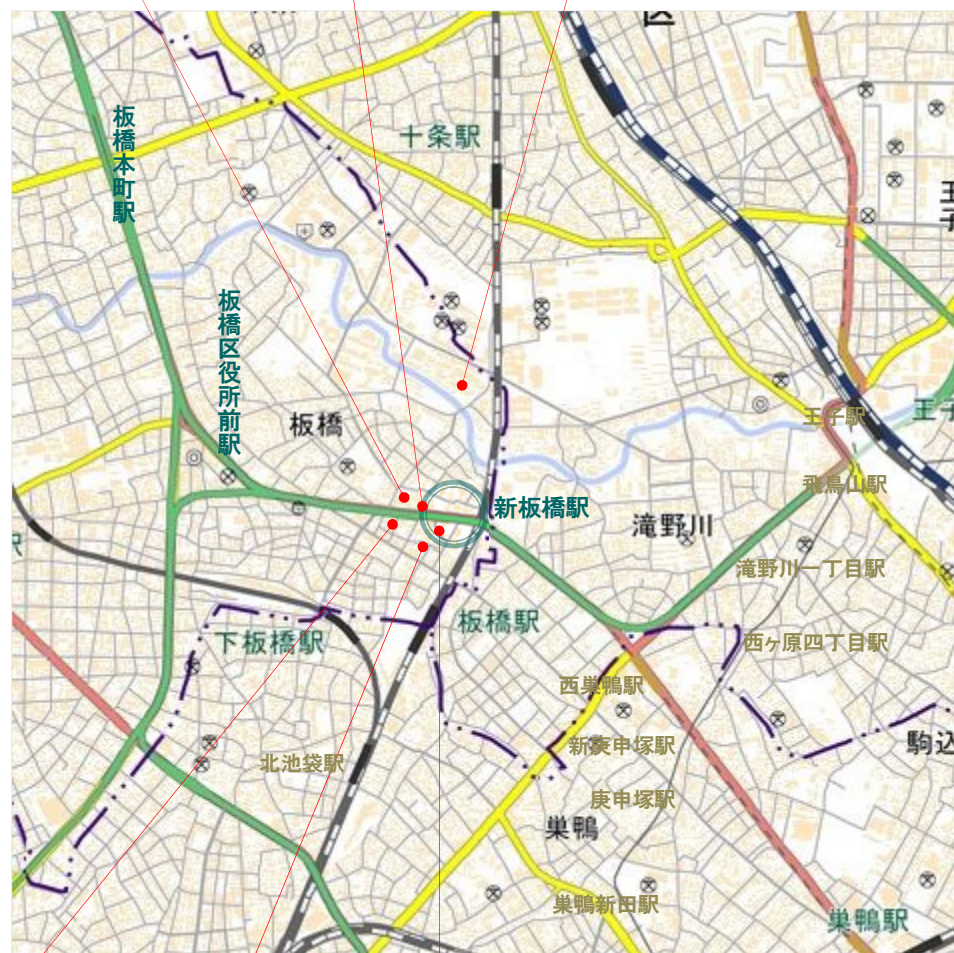 区
板橋本町駅
十条駅
王子
板橋区役所前駅
板橋
王子駅
王子
飛鳥山駅
新板橋駅
滝野川
滝野川一丁目駅
板橋駅
下板橋駅
西ヶ原四丁目駅
西巣鴨駅
新庚申塚駅
駒込
北池袋駅
庚申塚駅
巣鴨
巣鴨新田駅
巣鴨駅